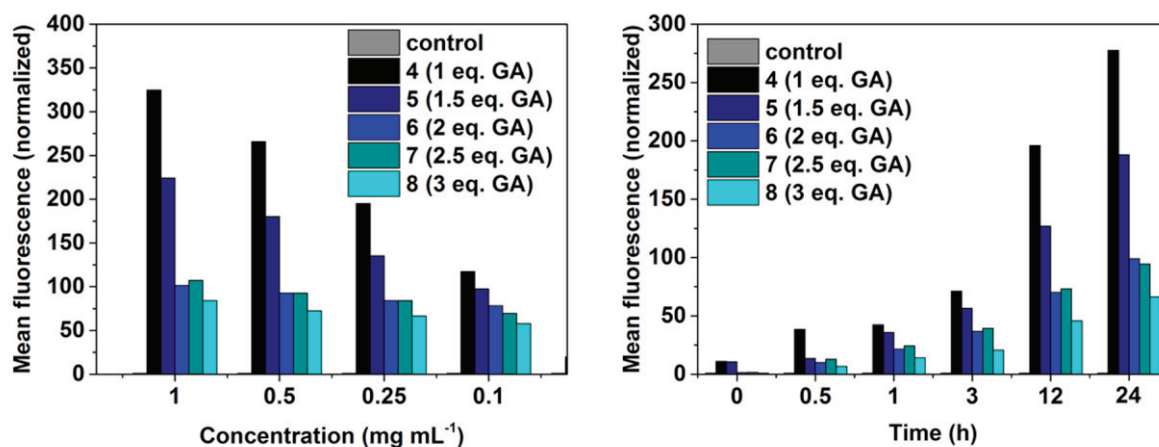 400
350
300
250
200
150
100
50
0
Mean fluorescence (normalized)
control
4 (1 eq. GA)
5 (1.5 eq. GA)
6 (2 eq. GA)
7 (2.5 eq. GA)
8 (3 eq. GA)
1 0.5 0.25 0.1
Concentration (mg mL⁻¹)
300
250
200
150
100
50
0
Mean fluorescence (normalized)
control
4 (1 eq. GA)
5 (1.5 eq. GA)
6 (2 eq. GA)
7 (2.5 eq. GA)
8 (3 eq. GA)
0 0.5 1 3 12 24
Time (h)